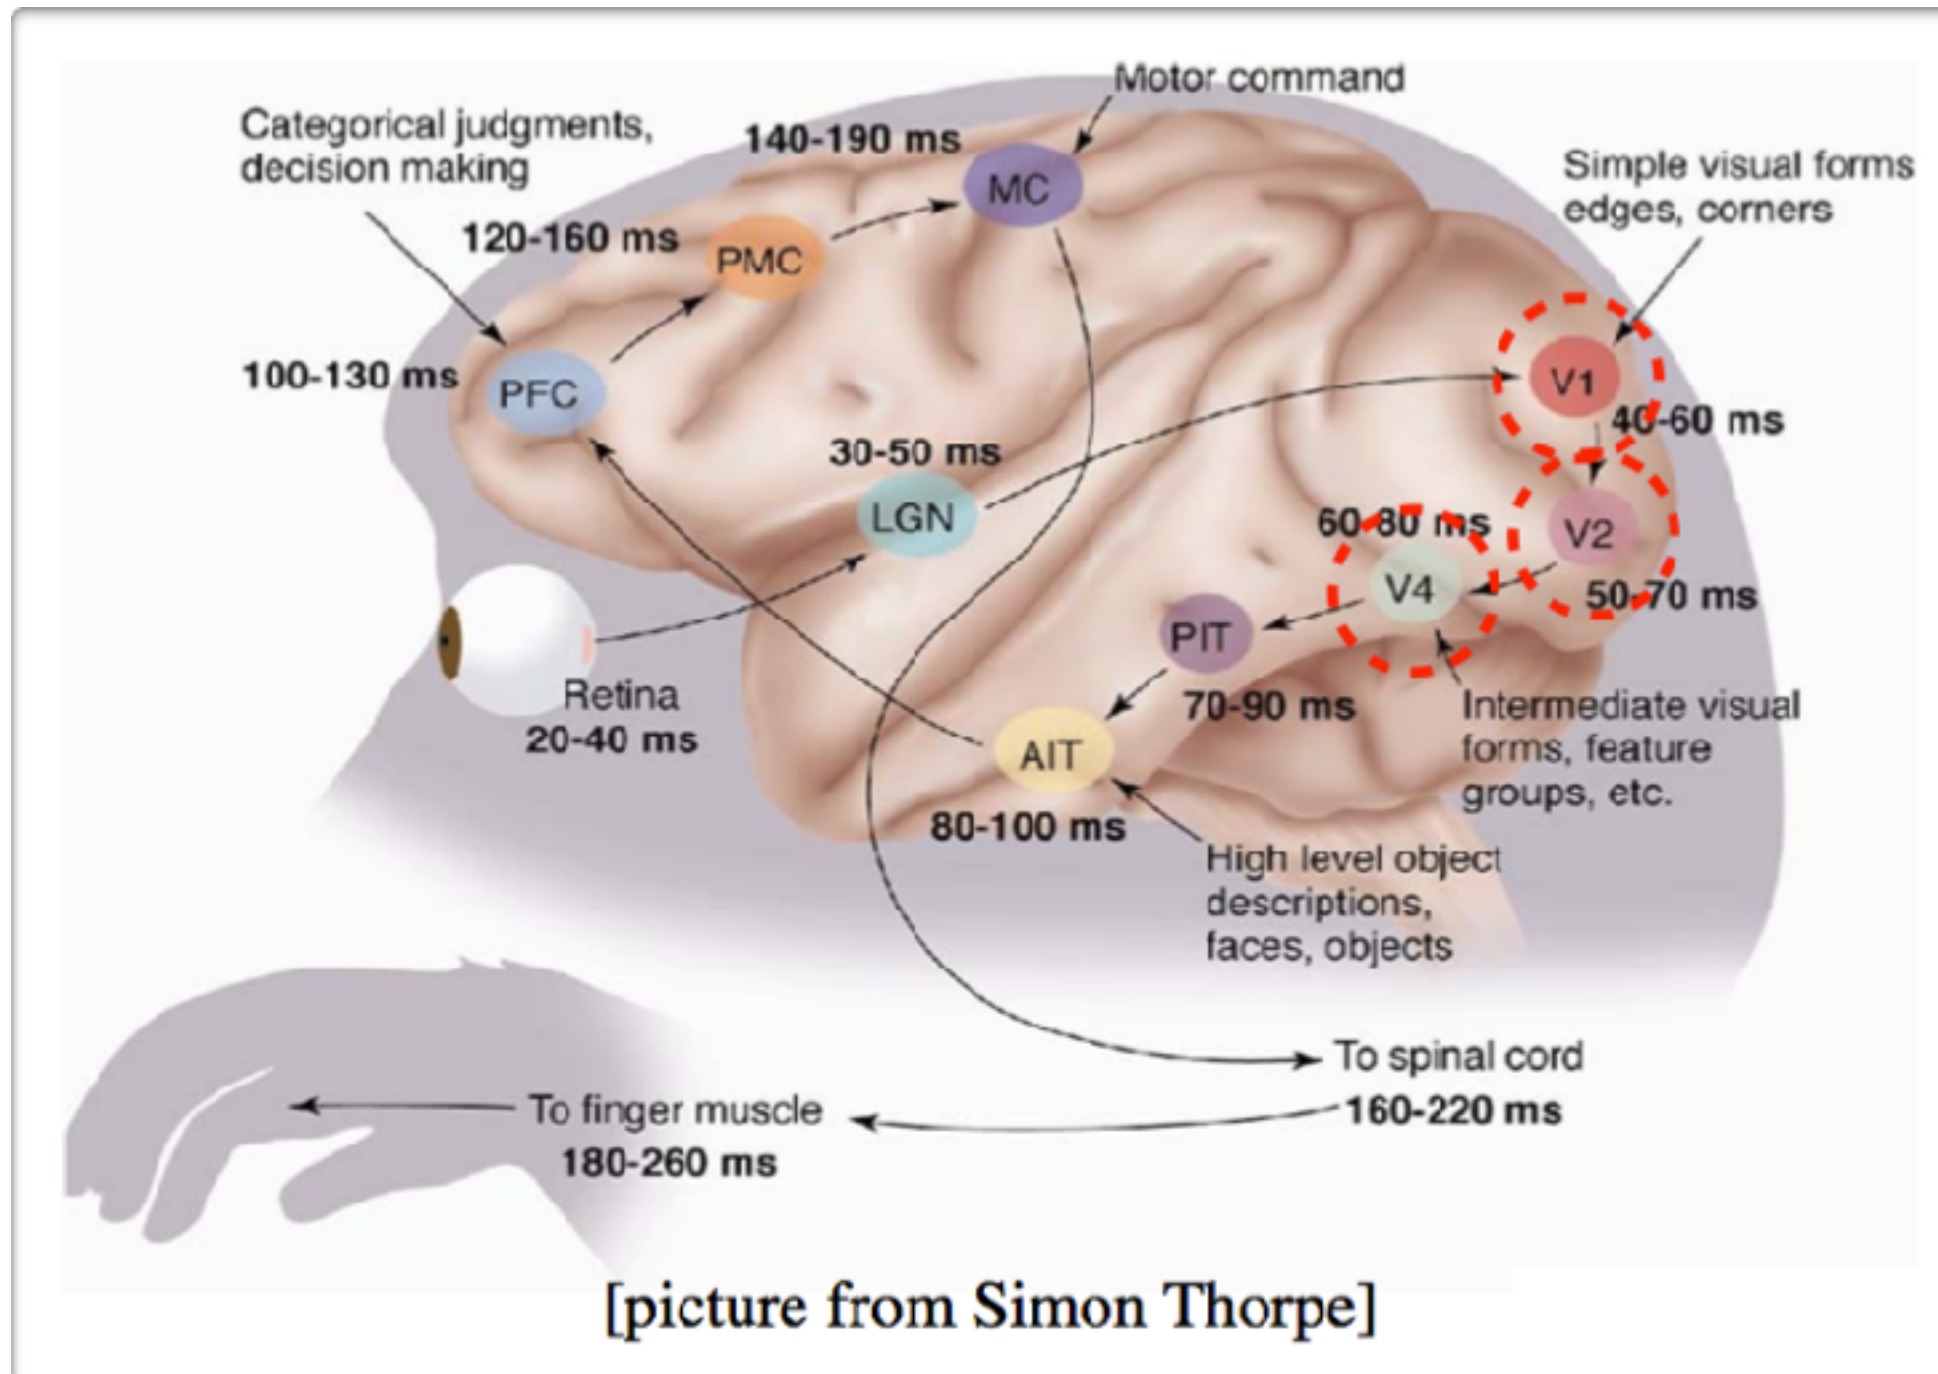 Motor command
Categorical judgments,
decision making
140-190 ms
MC
Simple visual forms
edges, corners
120-160 ms
PMC
100-130 ms
PFC
V1
40-60 ms
30-50 ms
LGN
60-80 ms
V2
V4
50-70 ms
PIT
Retina
20-40 ms
70-90 ms
Intermediate visual
forms, feature
groups, etc.
AIT
80-100 ms
High level object
descriptions,
faces, objects
To spinal cord
160-220 ms
To finger muscle
180-260 ms
[picture from Simon Thorpe]